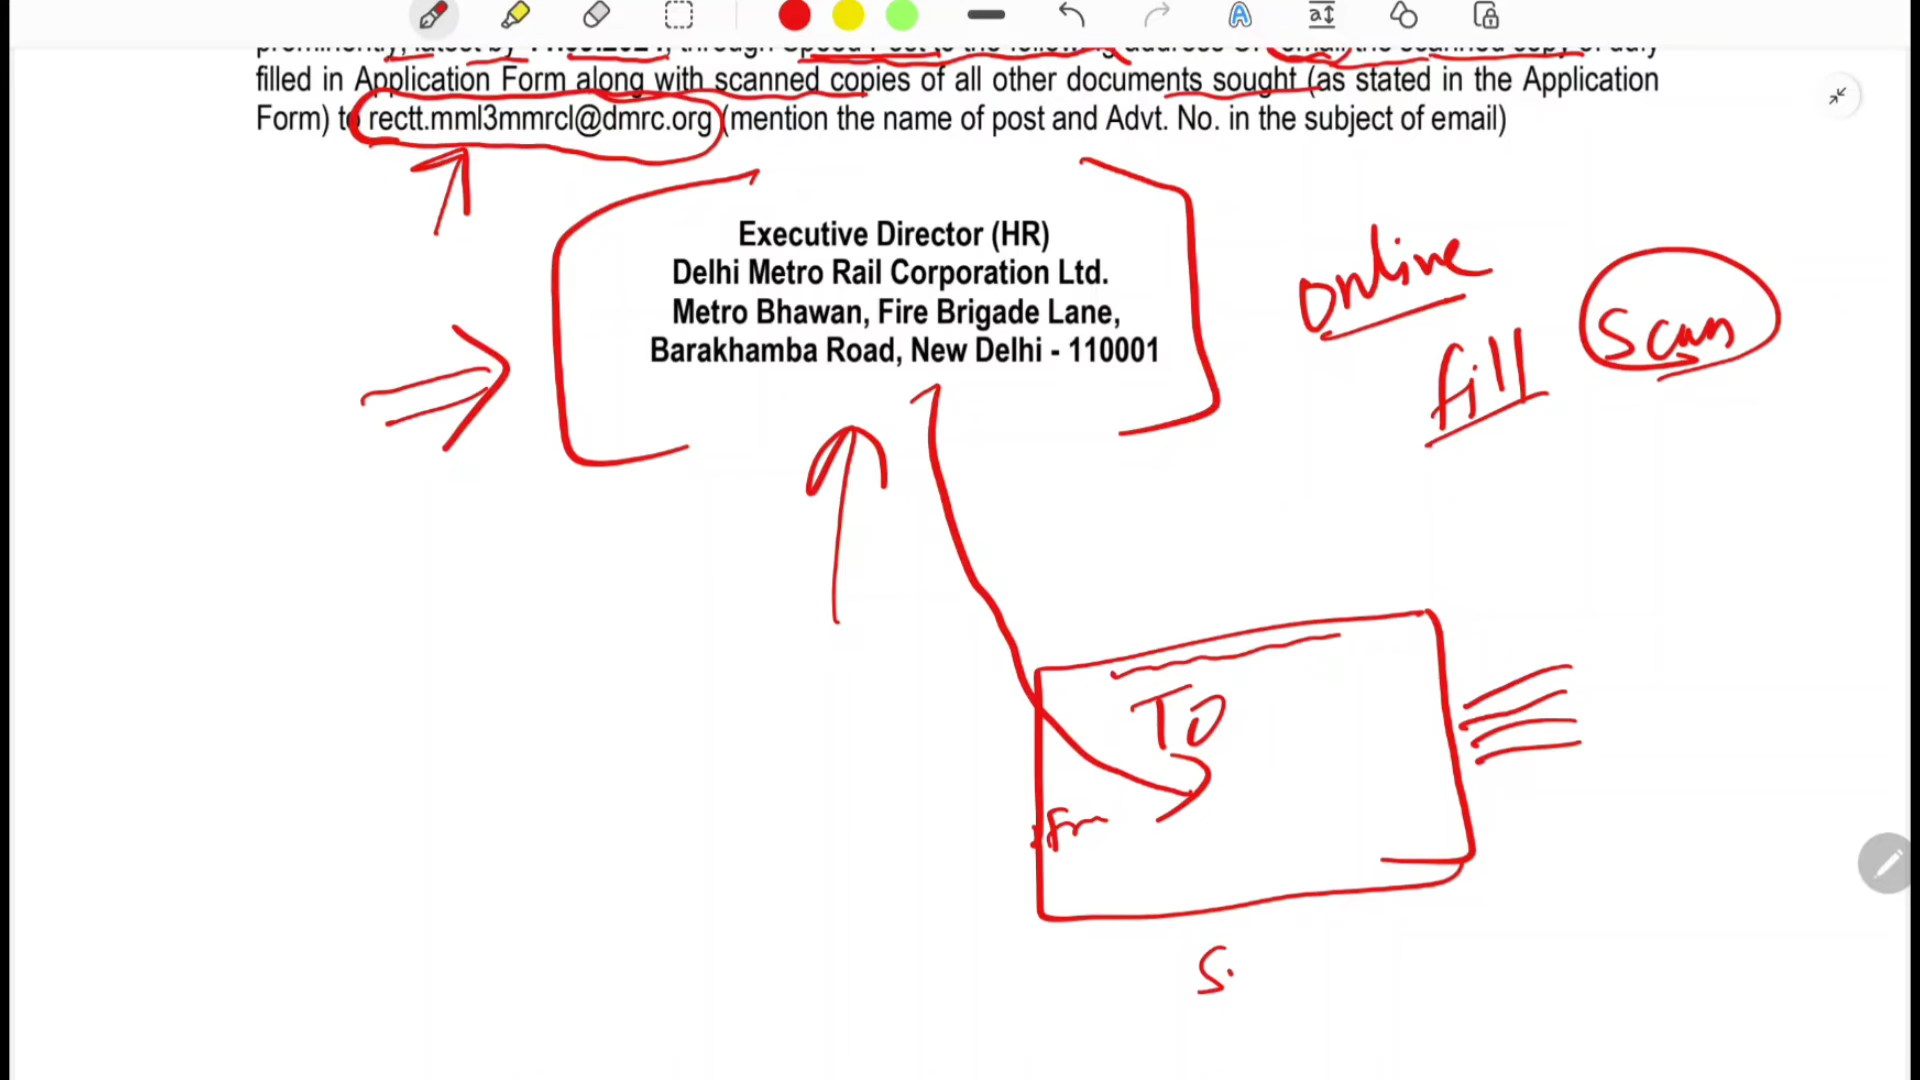 filled in Application Form along with scanned copies of all other documents sought (as stated in the Application
Form) to rectt.mml3mmrcl@dmrc.org (mention the name of post and Advt. No. in the subject of email)
Executive Director (HR)
Delhi Metro Rail Corporation Ltd.
Metro Bhawan, Fire Brigade Lane,
Barakhamba Road, New Delhi - 110001
online
fill
Scan
TO
Frm
S.